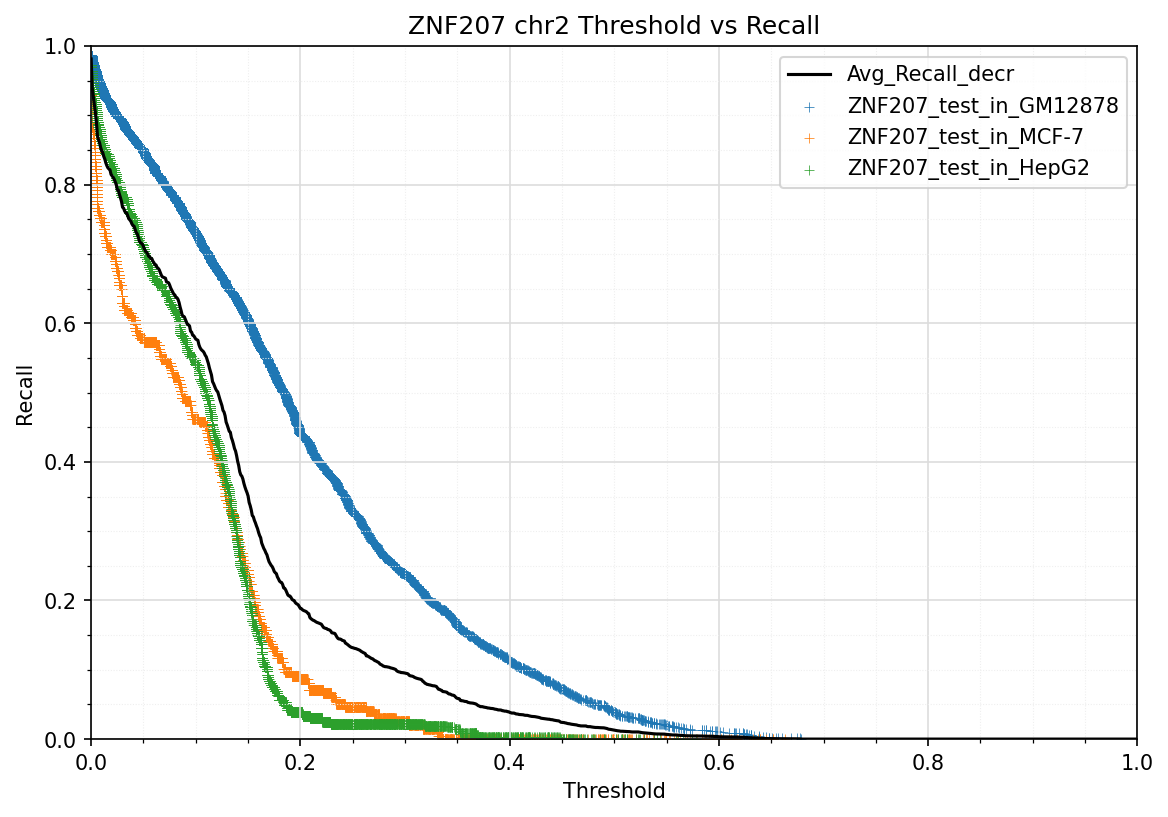 ZNF207 chr2 Threshold vs Recall
1.0
0.8
0.6
0.4
0.2
0.0
Recall
Avg_Recall_decr
ZNF207_test_in_GM12878
ZNF207_test_in_MCF-7
ZNF207_test_in_HepG2
0.0 0.2 0.4 0.6 0.8 1.0
Threshold